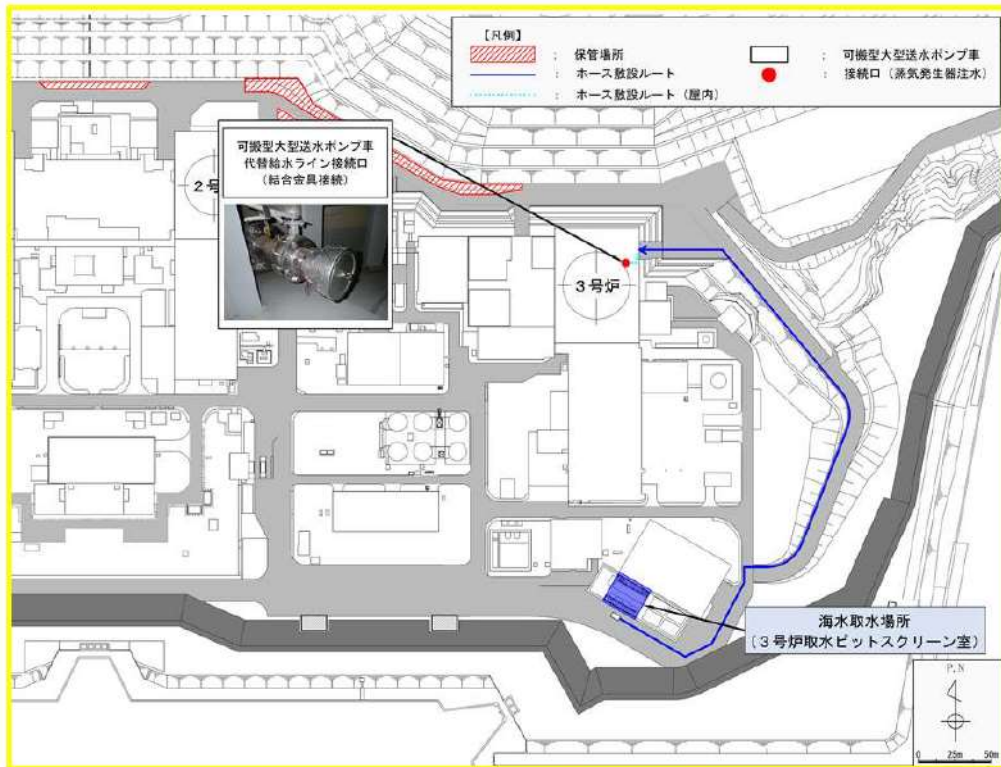 【凡例】
： 保管場所
： ホース敷設ルート
： ホース敷設ルート（屋内）
： 可搬型大型送水ポンプ車
： 接続口（蒸気発生器注水）
可搬型大型送水ポンプ車
代替給水ライン接続口
（結合金具接続）
2号
3号炉
海水取水場所
（3号炉取水ピットスクリーン室）
P.N
0 25m 50m